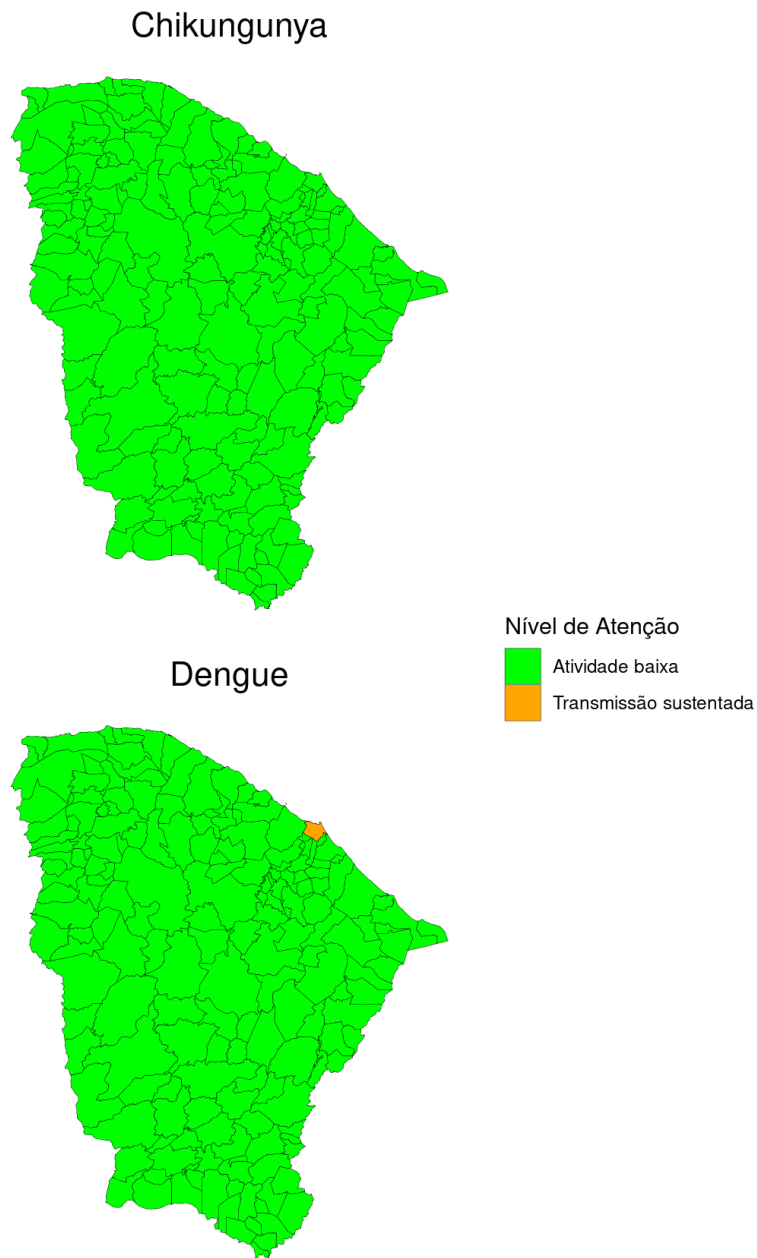 Chikungunya
Nível de Atenção
Atividade baixa
Transmissão sustentada
Dengue